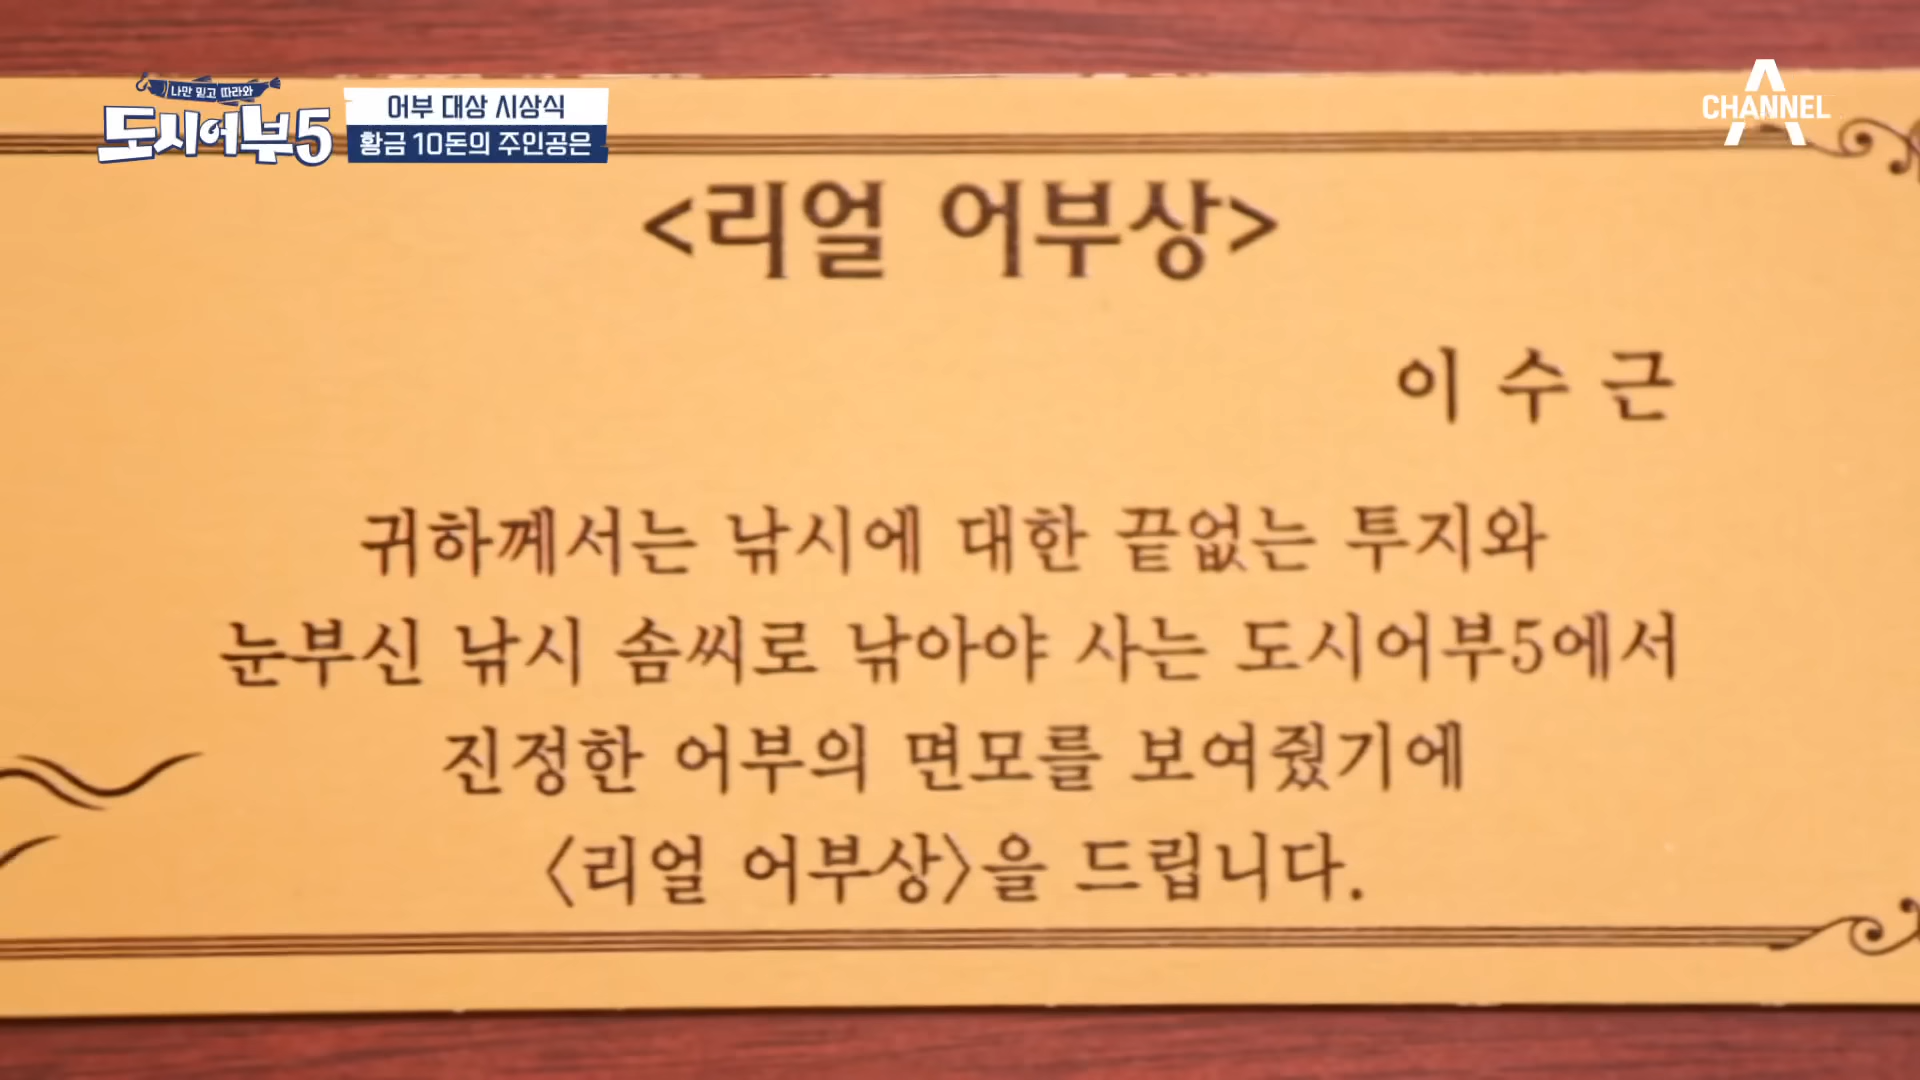 나만 믿고 따라와
도시어부5
어부 대상 시상식
황금 10돈의 주인공은
CHANNEL A
<리얼 어부상>
이 수 근
귀하께서는 낚시에 대한 끝없는 투지와
눈부신 낚시 솜씨로 낚아야 사는 도시어부5에서
진정한 어부의 면모를 보여줬기에
〈리얼 어부상〉을 드립니다.